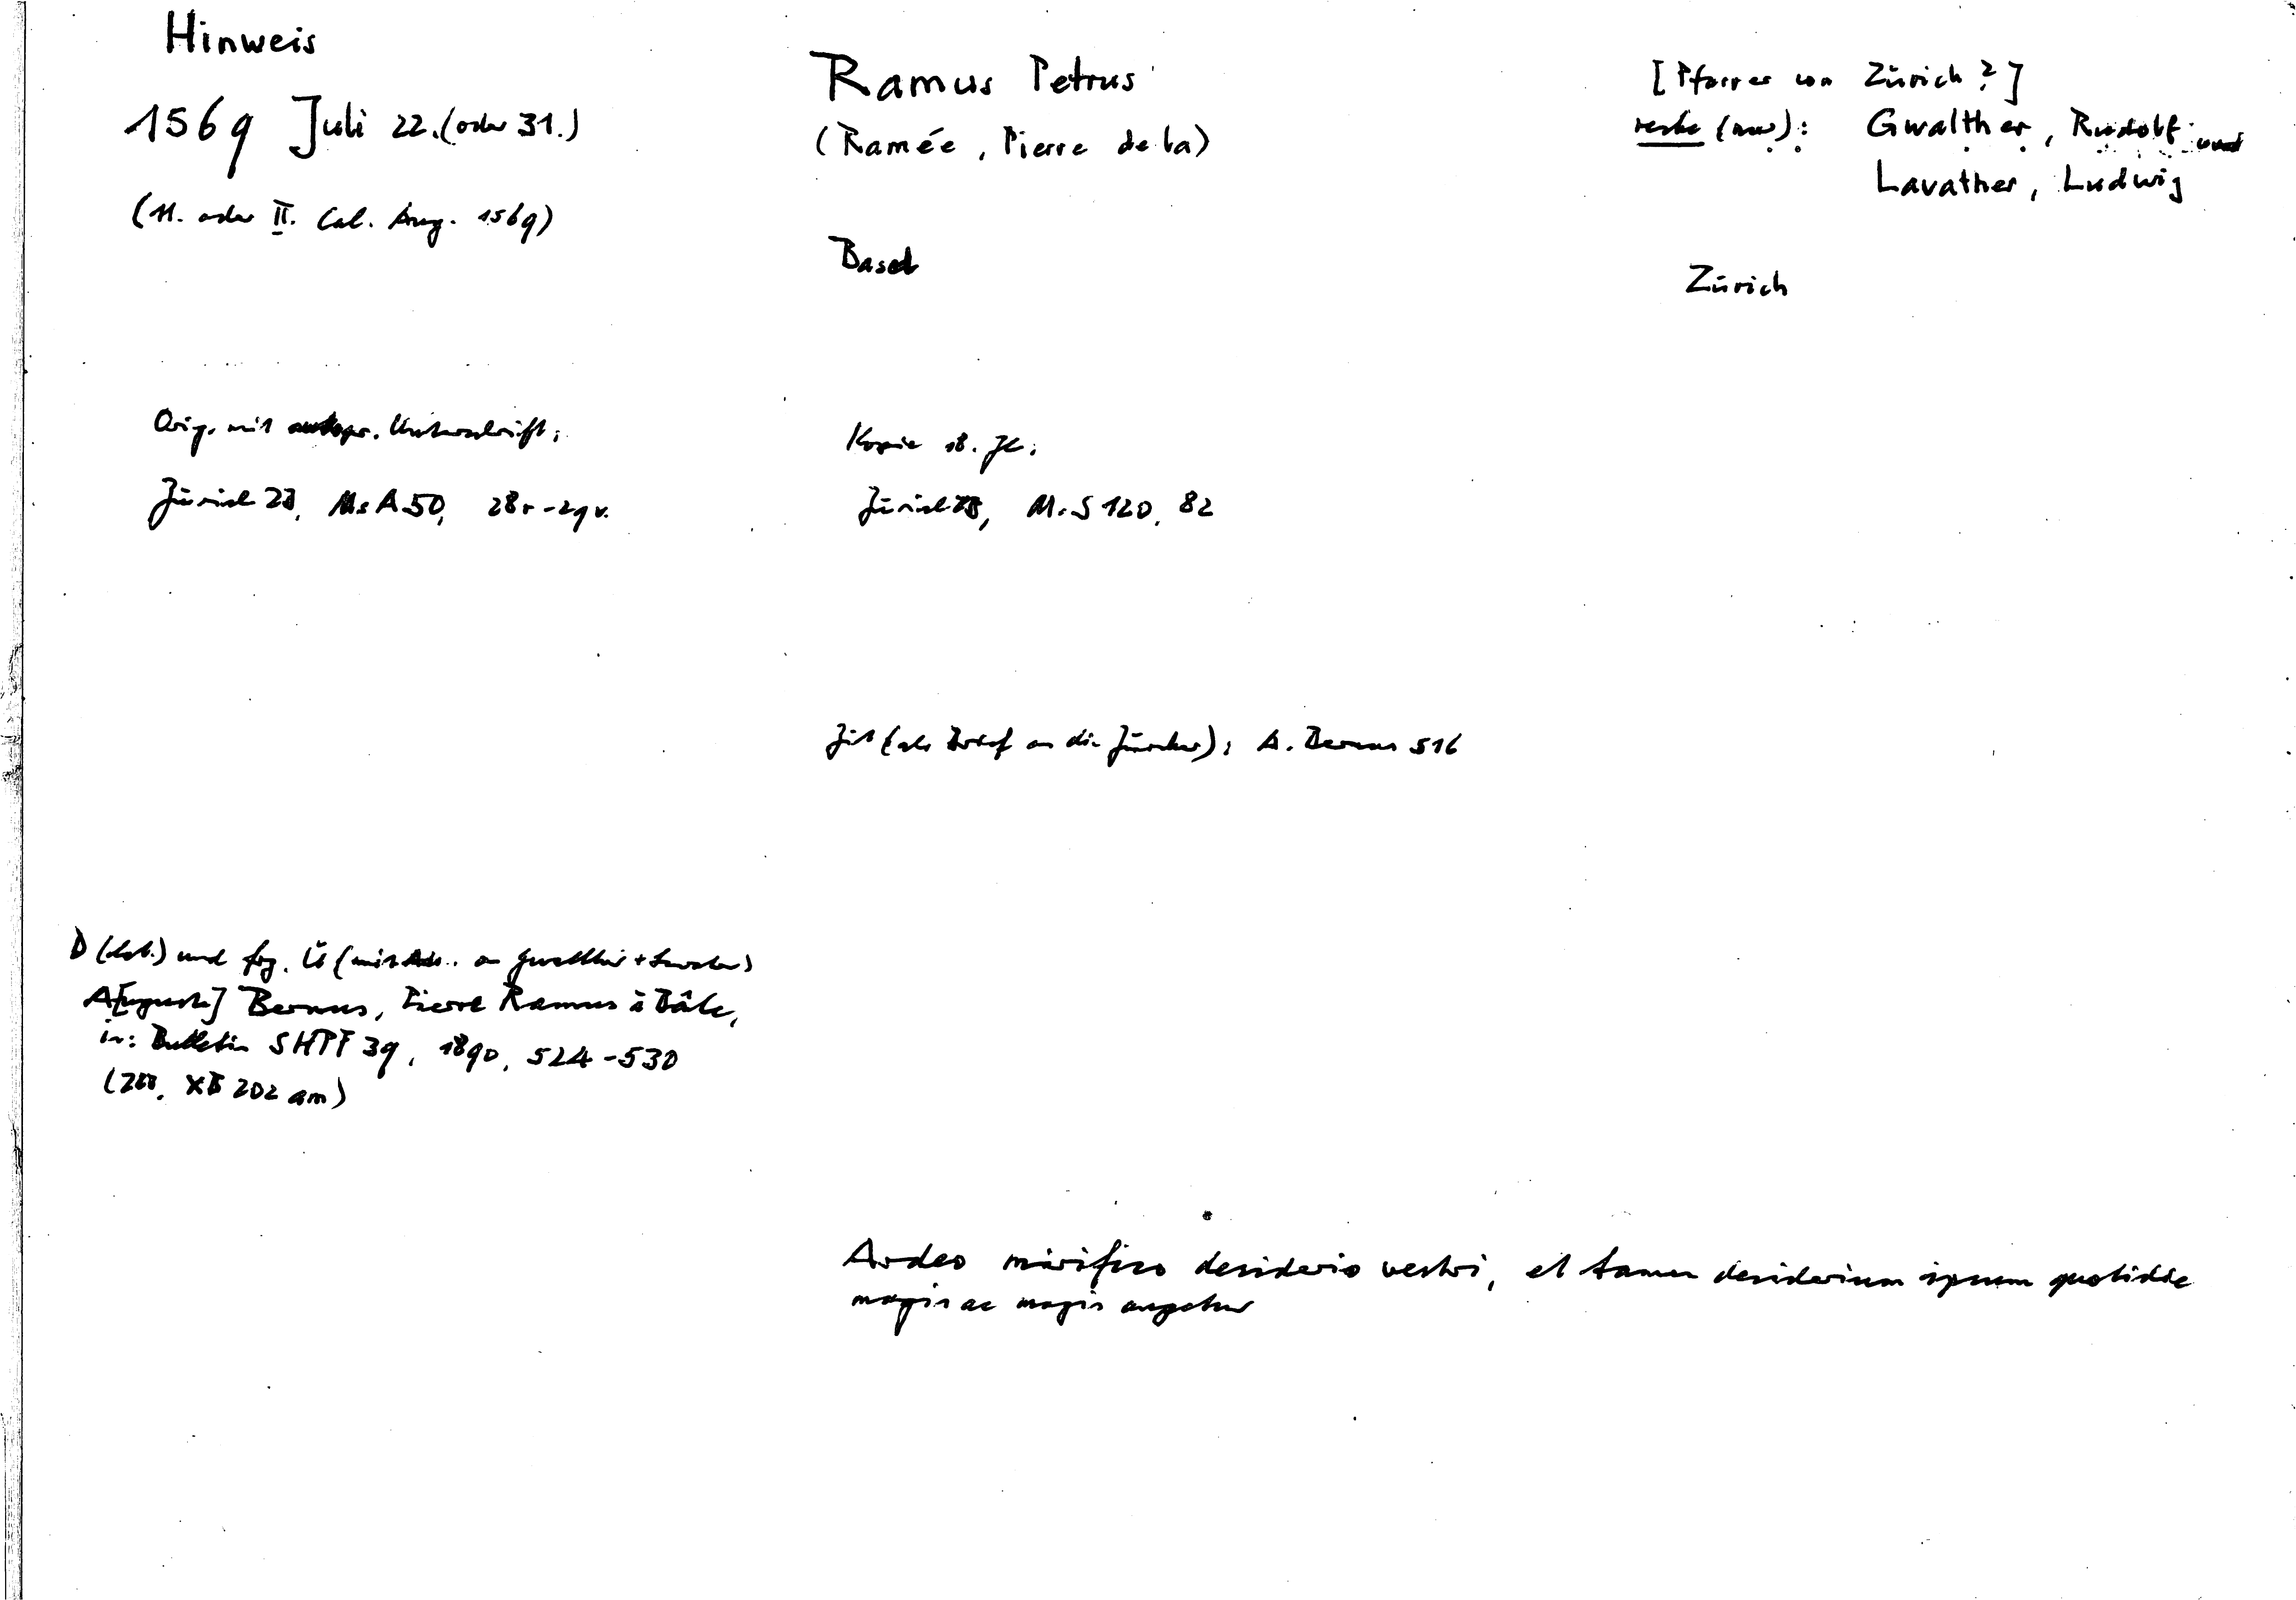 Hinweis
1569 Juli 22. (oder 31.)
(11. oder II. Cal. Aug. 1569)
Ramus Petrus
(Ramée, Pierre de la)
Basel
[Pfarrer von Zürich?]
recte (nur): Gwalther, Rudolf und
Lavather, Ludwig
Zürich
Orig. mit autogr. Unterschrift:
Zürich ZB, Ms A 50, 28r-29v.
Kopie 18. Jh.:
Zürich ZB, Ms S 120, 82
Zit (als Brief an die Zürcher): A. Bernus 516
D (lat.) und frz. Ü (mit Adr. an Gwalther + Lavater)
A[uguste] Bernus, Pierre Ramus à Bâle,
in: Bulletin SHPF 39, 1890, 524-530
(ZB, XB 202 am)
Ardeo mirifico desiderio vestri, et tamen desiderium ipsum quotidie
magis ac magis augetur